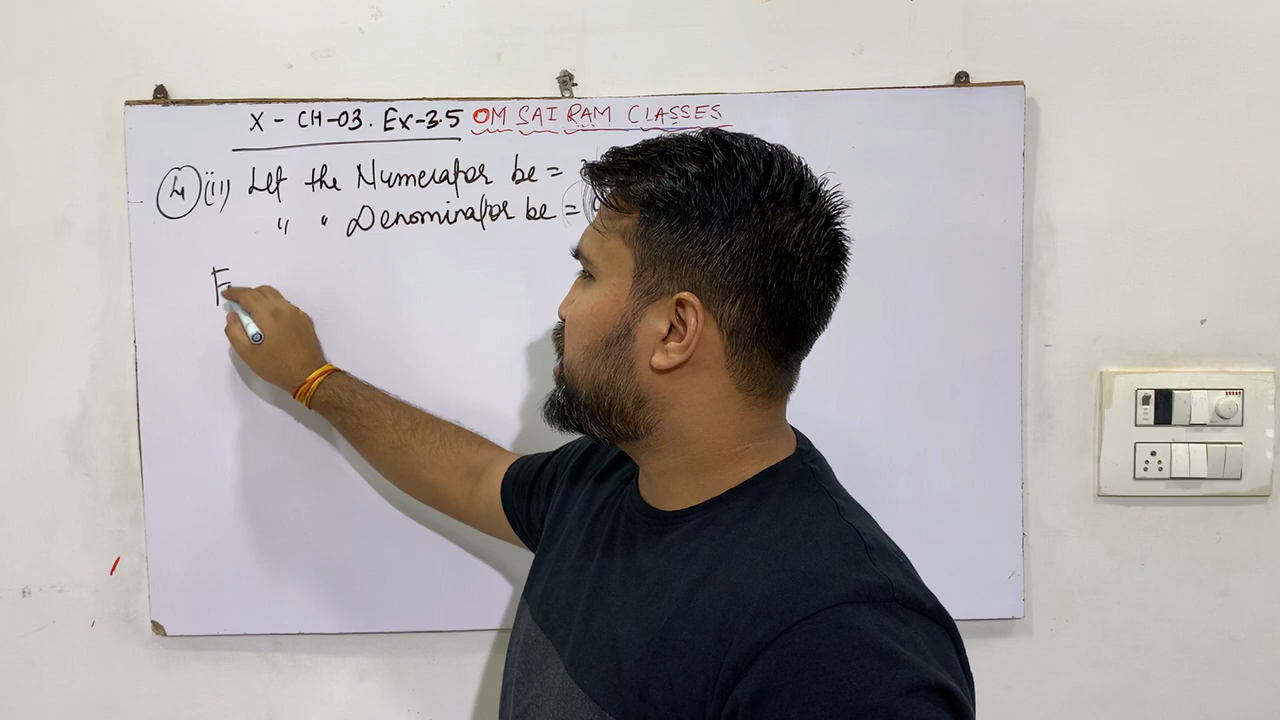 X - CH-03. Ex-3.5 OM SAI RAM CLASSES
4 (ii) Let the Numerator be =
" " Denominator be = (
F